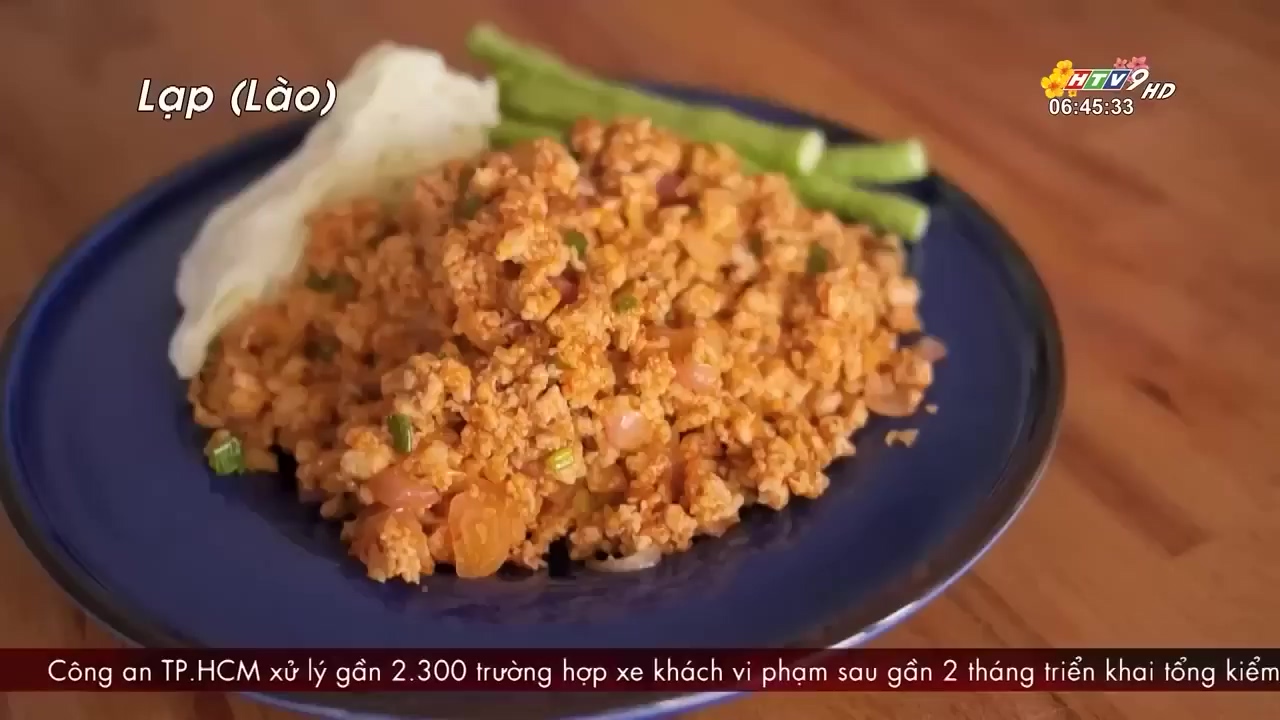 Lạp (Lào)
HTV9 HD
06:45:33
Công an TP.HCM xử lý gần 2.300 trường hợp xe khách vi phạm sau gần 2 tháng triển khai tổng kiểm